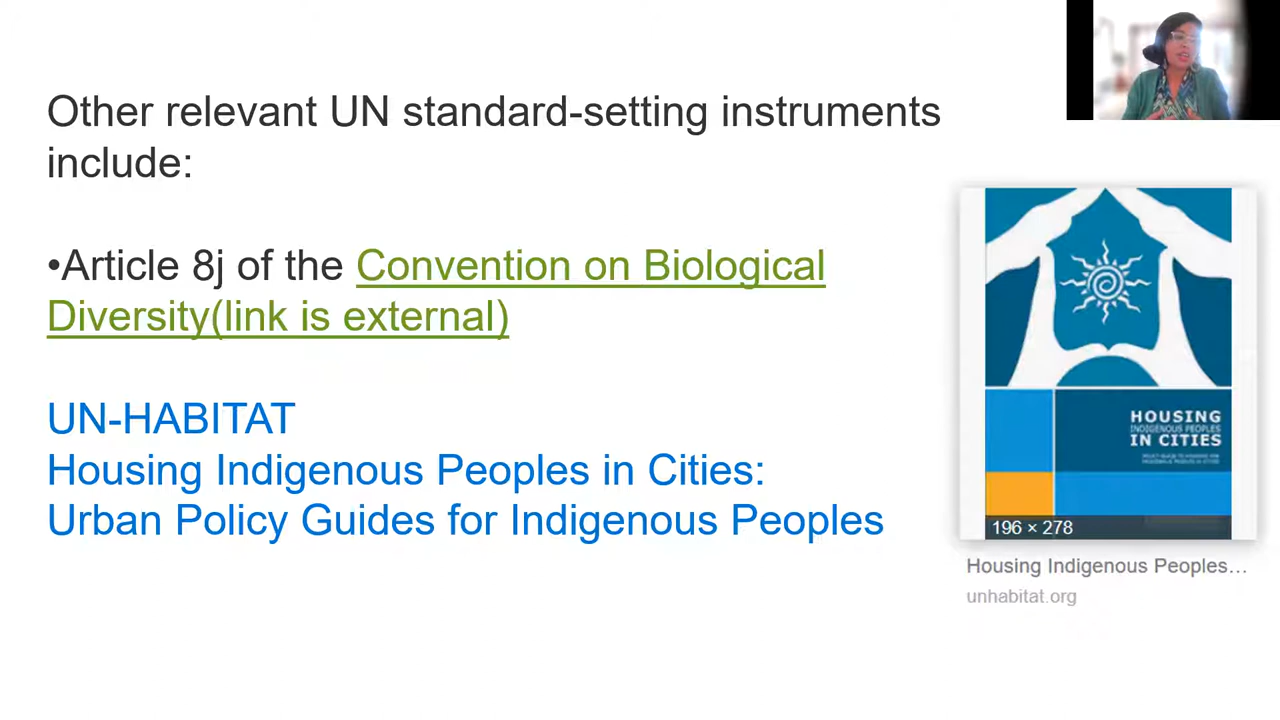 Other relevant UN standard-setting instruments
include:
•Article 8j of the Convention on Biological
Diversity(link is external)
UN-HABITAT
Housing Indigenous Peoples in Cities:
Urban Policy Guides for Indigenous Peoples
HOUSING
INDIGENOUS PEOPLES
IN CITIES
196 × 278
Housing Indigenous Peoples…
unhabitat.org